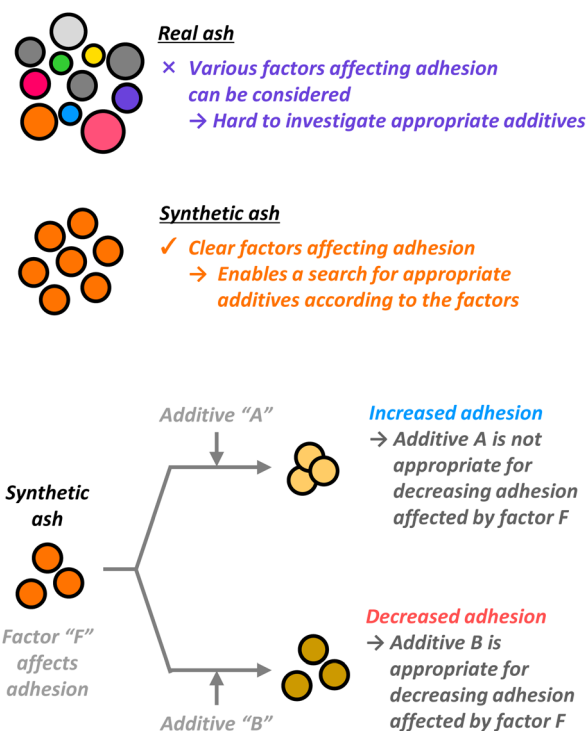 Real ash
× Various factors affecting adhesion
can be considered
→ Hard to investigate appropriate additives
Synthetic ash
✓ Clear factors affecting adhesion
→ Enables a search for appropriate
additives according to the factors
Additive “A”
Increased adhesion
→ Additive A is not
appropriate for
decreasing adhesion
affected by factor F
Synthetic
ash
Factor “F”
affects
adhesion
Decreased adhesion
→ Additive B is
appropriate for
decreasing adhesion
affected by factor F
Additive “B”